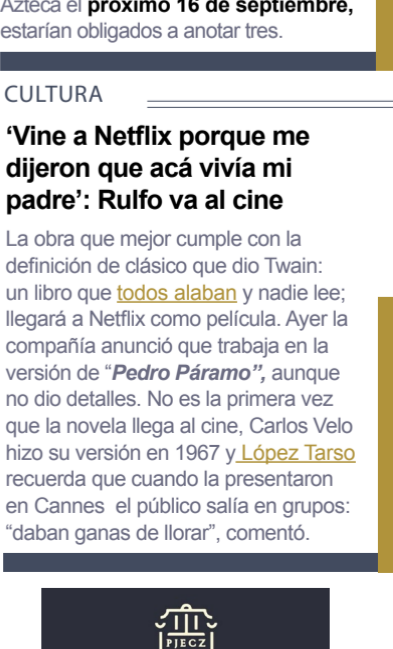 Azteca el próximo 16 de septiembre,
estarían obligados a anotar tres.
CULTURA
‘Vine a Netflix porque me
dijeron que acá vivía mi
padre’: Rulfo va al cine
La obra que mejor cumple con la
definición de clásico que dio Twain:
un libro que todos alaban y nadie lee;
llegará a Netflix como película. Ayer la
compañía anunció que trabaja en la
versión de “Pedro Páramo”, aunque
no dio detalles. No es la primera vez
que la novela llega al cine, Carlos Velo
hizo su versión en 1967 y López Tarso
recuerda que cuando la presentaron
en Cannes el público salía en grupos:
“daban ganas de llorar”, comentó.
PJECZ